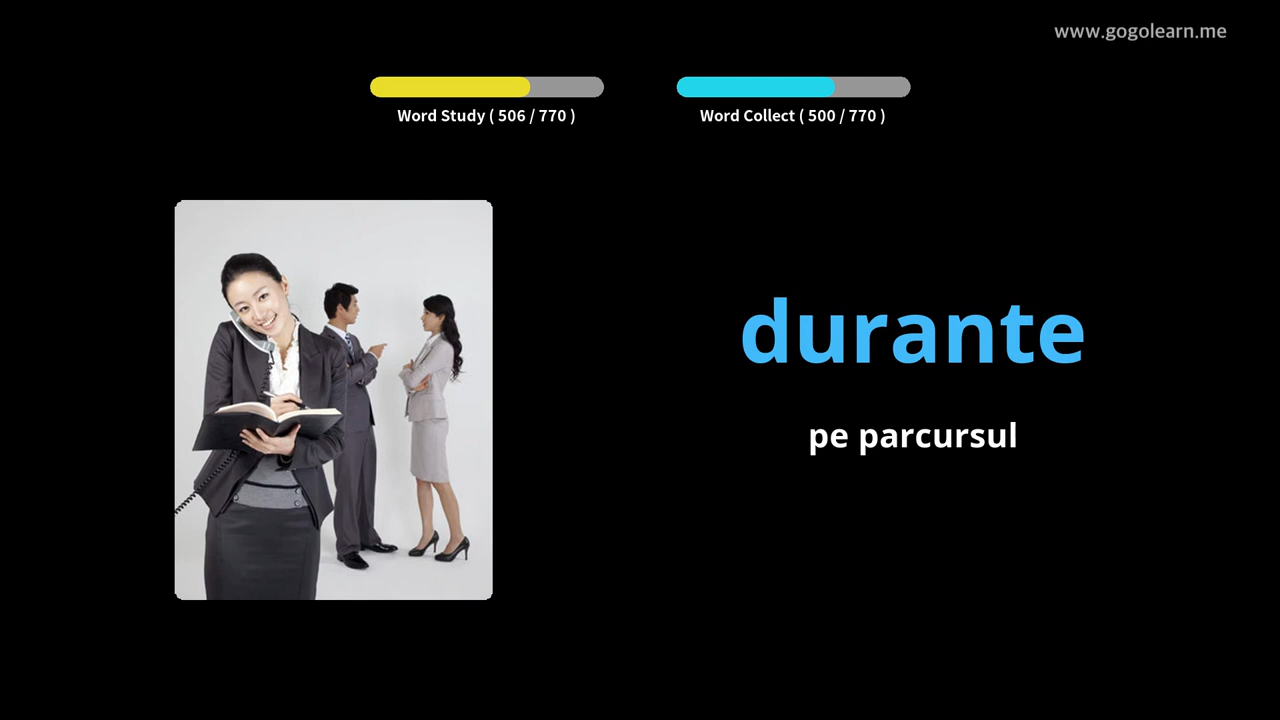 www.gogolearn.me
Word Study ( 506 / 770 )
Word Collect ( 500 / 770 )
durante
pe parcursul